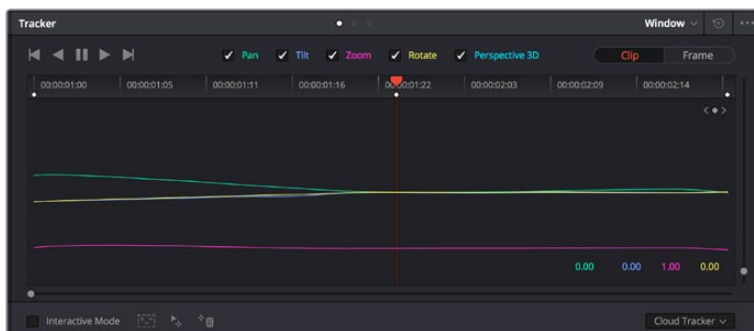 Tracker Window
Pan Tilt Zoom Rotate Perspective 3D Clip Frame
00:00:01:00 00:00:01:05 00:00:01:11 00:00:01:16 00:00:01:22 00:00:02:03 00:00:02:09 00:00:02:14
0.00 0.00 1.00 0.00
Interactive Mode Cloud Tracker